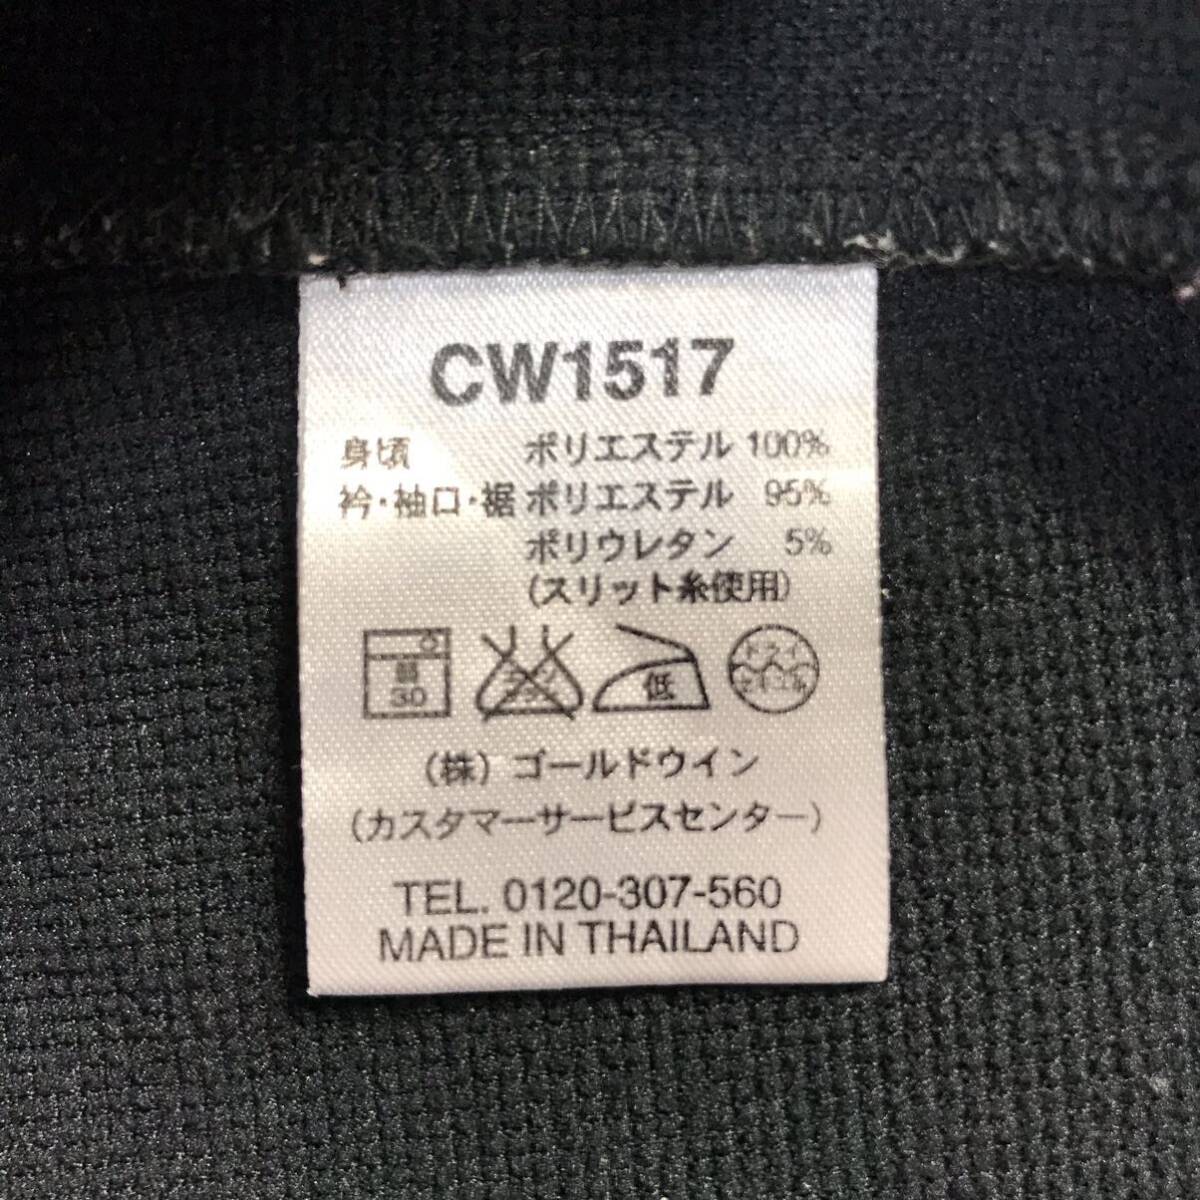 CW1517
身頃 ポリエステル 100%
衿・袖口・裾 ポリエステル 95%
ポリウレタン 5%
(スリット糸使用)
30
低
ドライ
(株) ゴールドウイン
(カスタマーサービスセンター)
TEL. 0120-307-560
MADE IN THAILAND